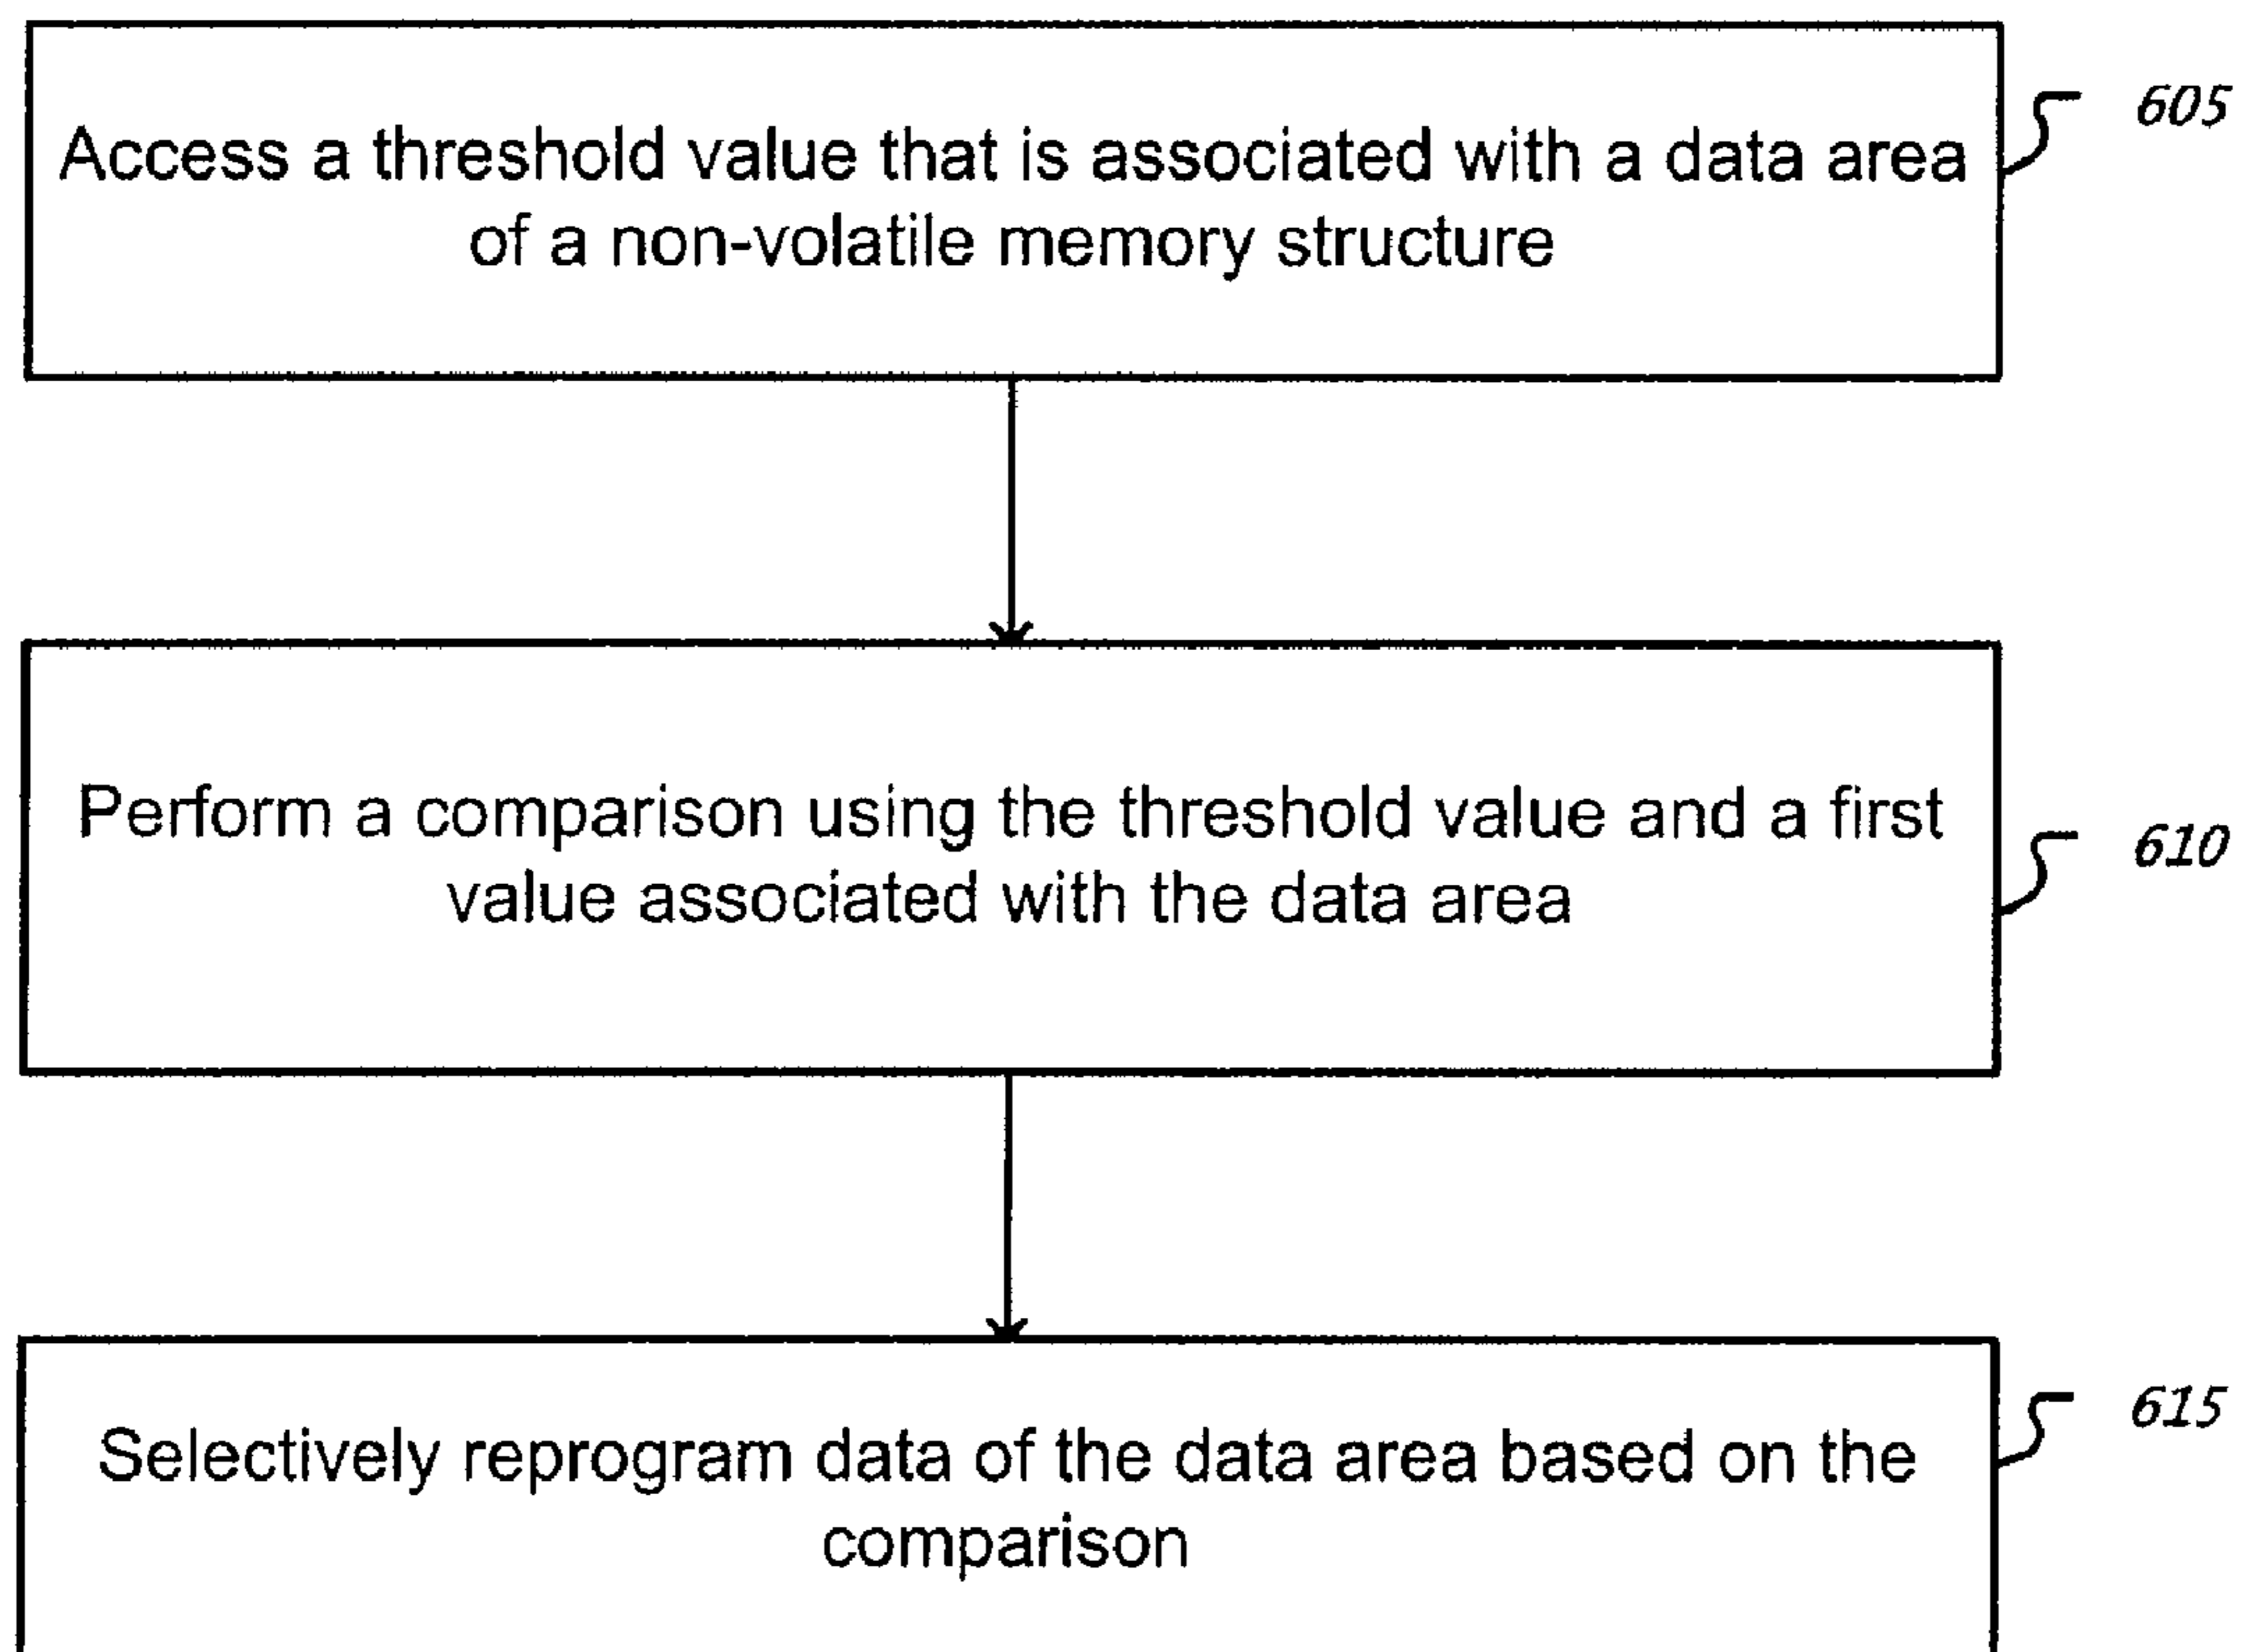 Access a threshold value that is associated with a data area
of a non-volatile memory structure
605
Perform a comparison using the threshold value and a first
value associated with the data area
610
Selectively reprogram data of the data area based on the
comparison
615